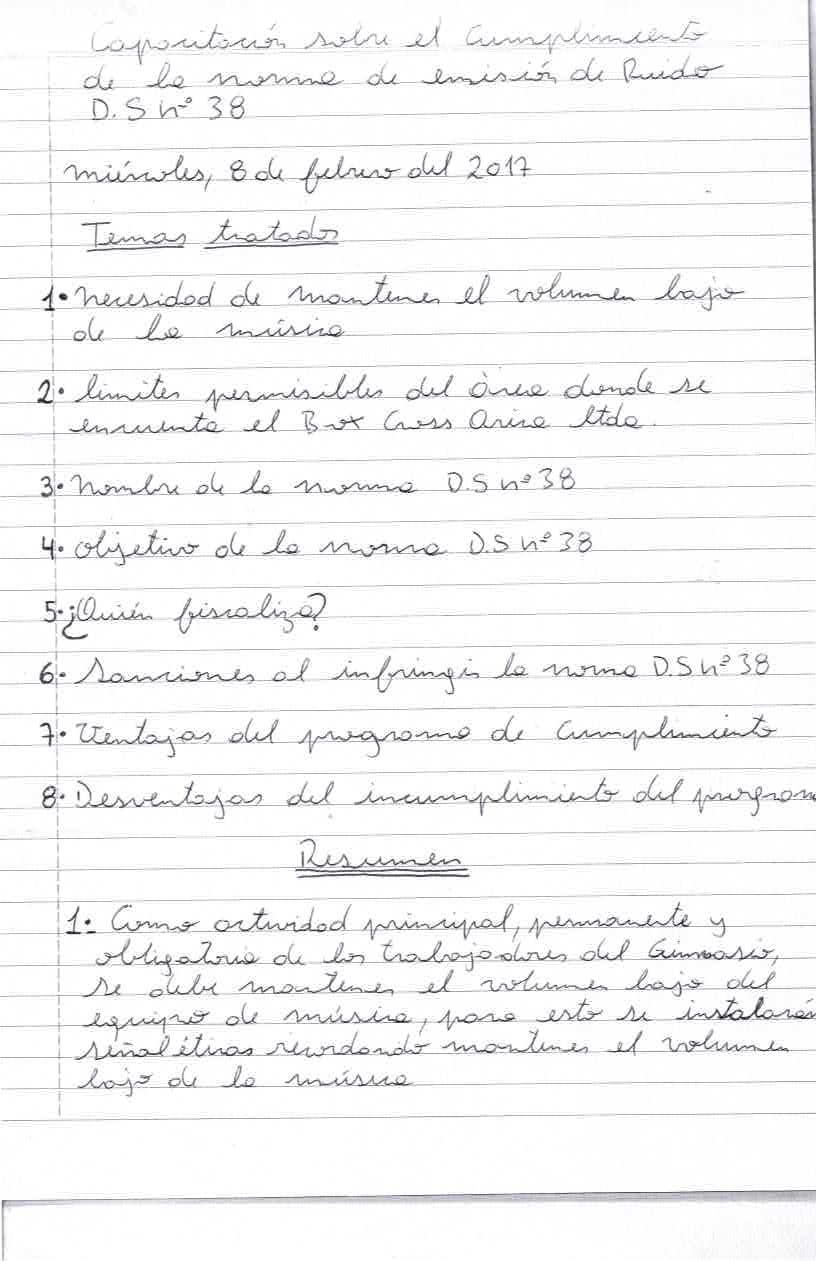 Capacitación sobre el Cumplimiento
de la norma de emisión de Ruido
D.S nº 38
miércoles, 8 de febrero del 2017
Temas tratados
1. necesidad de mantener el volumen bajo
de la música
2. limites permisibles del área donde se
encuentra el Box Cross Arica ltda.
3. nombre de la norma D.S nº 38
4. objetivo de la norma D.S nº 38
5. ¿Quién fiscaliza?
6. Sanciones al infringir la norma D.S nº 38
7. Ventajas del programa de Cumplimiento
8. Desventajas del incumplimiento del program
Resumen
1. Como actividad principal, permanente y
obligatoria de los trabajadores del Gimnasio,
se debe mantener el volumen bajo del
equipo de música, para esto se instalarán
señaléticas recordando mantener el volumen
bajo de la música